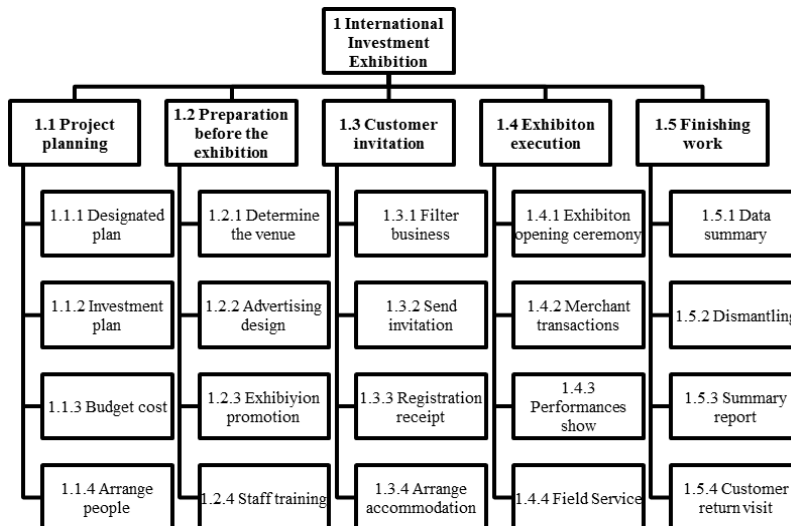 1 International
Investment
Exhibition
1.1 Project
planning
1.2 Preparation
before the
exhibition
1.3 Customer
invitation
1.4 Exhibiton
execution
1.5 Finishing
work
1.1.1 Designated
plan
1.2.1 Determine
the venue
1.3.1 Filter
business
1.4.1 Exhibiton
opening ceremony
1.5.1 Data
summary
1.1.2 Investment
plan
1.2.2 Advertising
design
1.3.2 Send
invitation
1.4.2 Merchant
transactions
1.5.2 Dismantling
1.1.3 Budget cost
1.2.3 Exhibiyion
promotion
1.3.3 Registration
receipt
1.4.3
Performances
show
1.5.3 Summary
report
1.1.4 Arrange
people
1.2.4 Staff training
1.3.4 Arrange
accommodation
1.4.4 Field Service
1.5.4 Customer
return visit